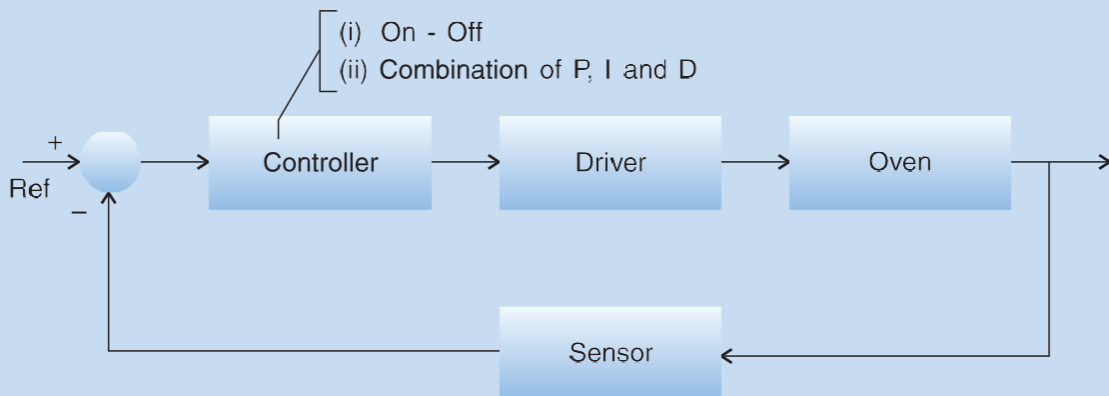 (i) On - Off
(ii) Combination of P, I and D
+
Ref
−
Controller
Driver
Oven
Sensor